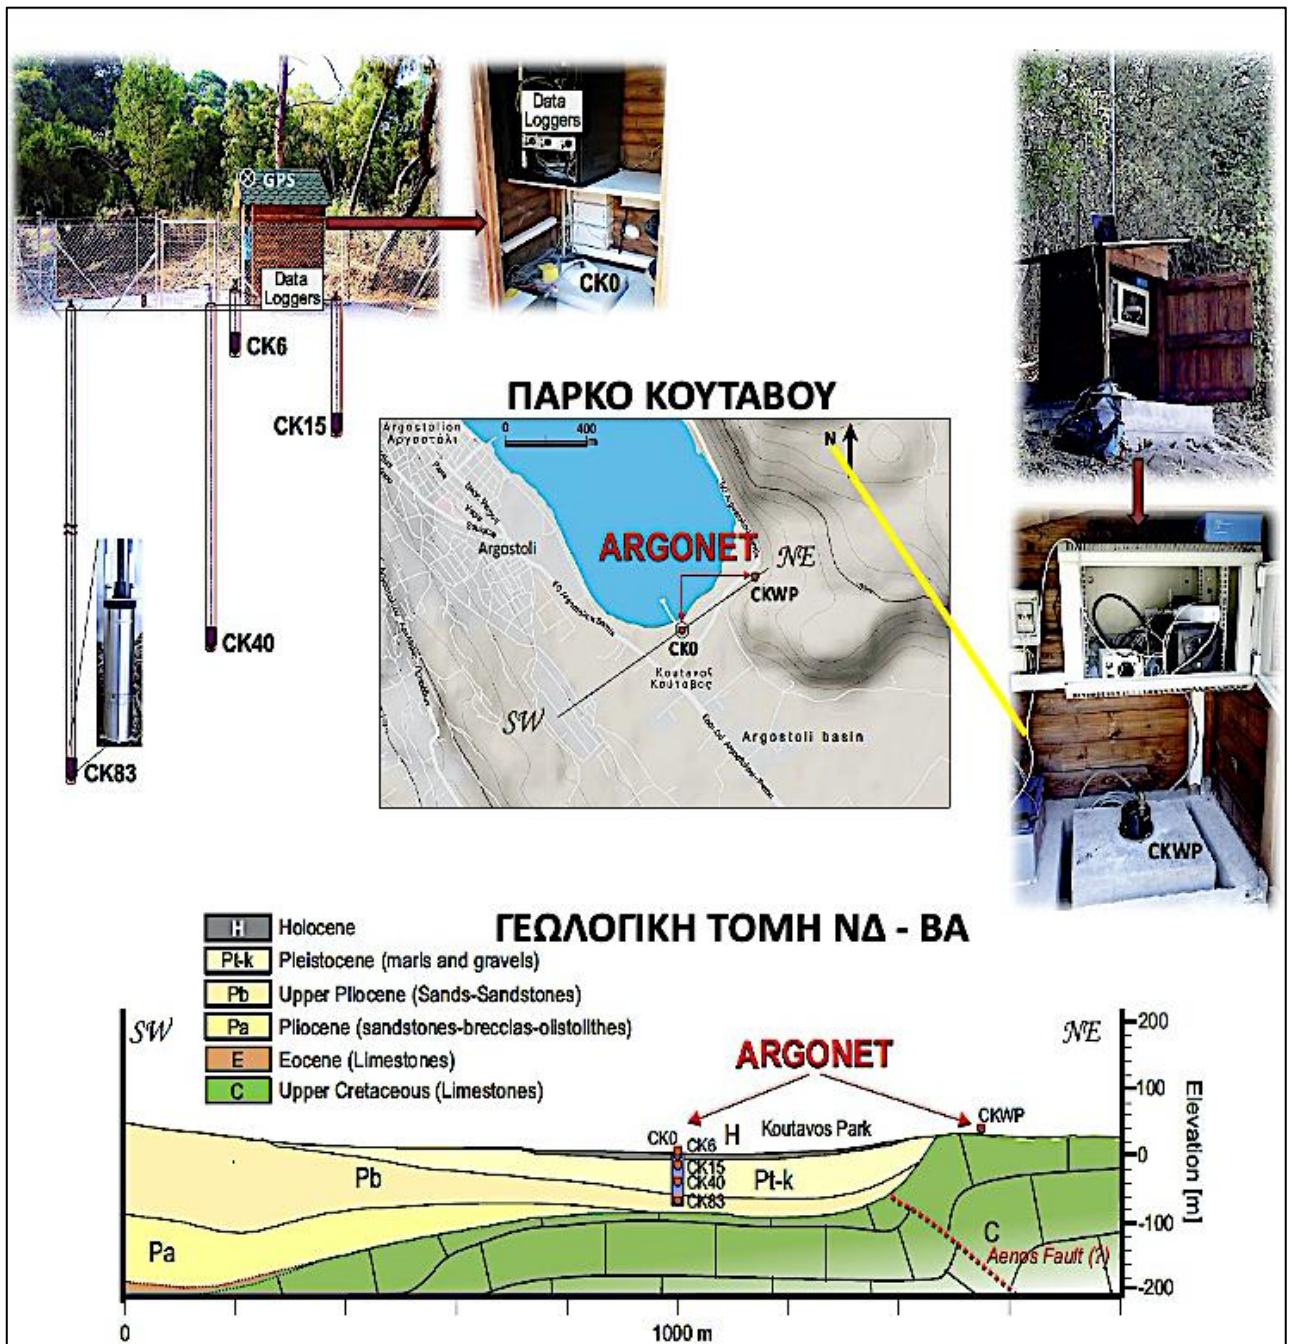 GPS
Data
Loggers
Data
Loggers
CK0
CK6
CK15
CK40
CK83
ΠΑΡΚΟ ΚΟΥΤΑΒΟΥ
Argostolion
Αργοστόλι
0 400
m
N
Argostoli
ARGONET
NE
CKWP
CK0
Κουταβος
SW
Argostoli basin
CKWP
ΓΕΩΛΟΓΙΚΗ ΤΟΜΗ ΝΔ - ΒΑ
H Holocene
Pt-k Pleistocene (marls and gravels)
Pb Upper Pliocene (Sands-Sandstones)
Pa Pliocene (sandstones-breccias-olistolithes)
E Eocene (Limestones)
C Upper Cretaceous (Limestones)
SW
NE
ARGONET
200
100
0
-100
-200
Elevation [m]
CKWP
CK0
CK6
H
Koutavos Park
CK15
CK40
CK83
Pt-k
Pb
Pa
C
Aenos Fault (?)
0 1000 m